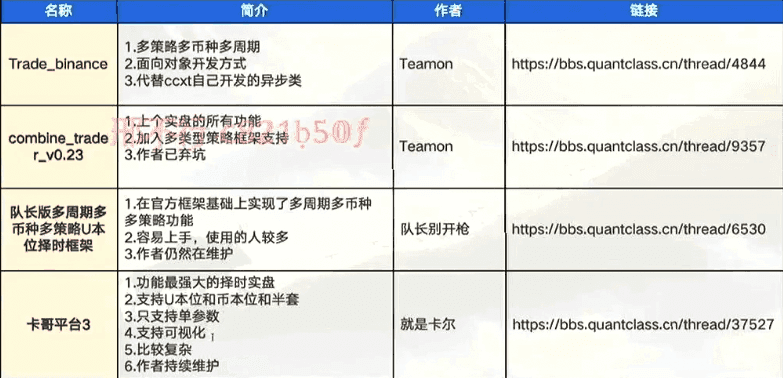 名称 简介 作者 链接
Trade_binance
1.多策略多币种多周期
2.面向对象开发方式
3.代替ccxt自己开发的异步类
Teamon
https://bbs.quantclass.cn/thread/4844
combine_trade
r_v0.23
1.上个实盘的所有功能
2.加入多类型策略框架支持
3.作者已弃坑
Teamon
https://bbs.quantclass.cn/thread/9357
队长版多周期多
币种多策略U本
位择时框架
1.在官方框架基础上实现了多周期多币种
多策略功能
2.容易上手，使用的人较多
3.作者仍然在维护
队长别开枪
https://bbs.quantclass.cn/thread/6530
卡哥平台3
1.功能最强大的择时实盘
2.支持U本位和币本位和半套
3.只支持单参数
4.支持可视化
5.比较复杂
6.作者持续维护
就是卡尔
https://bbs.quantclass.cn/thread/37527